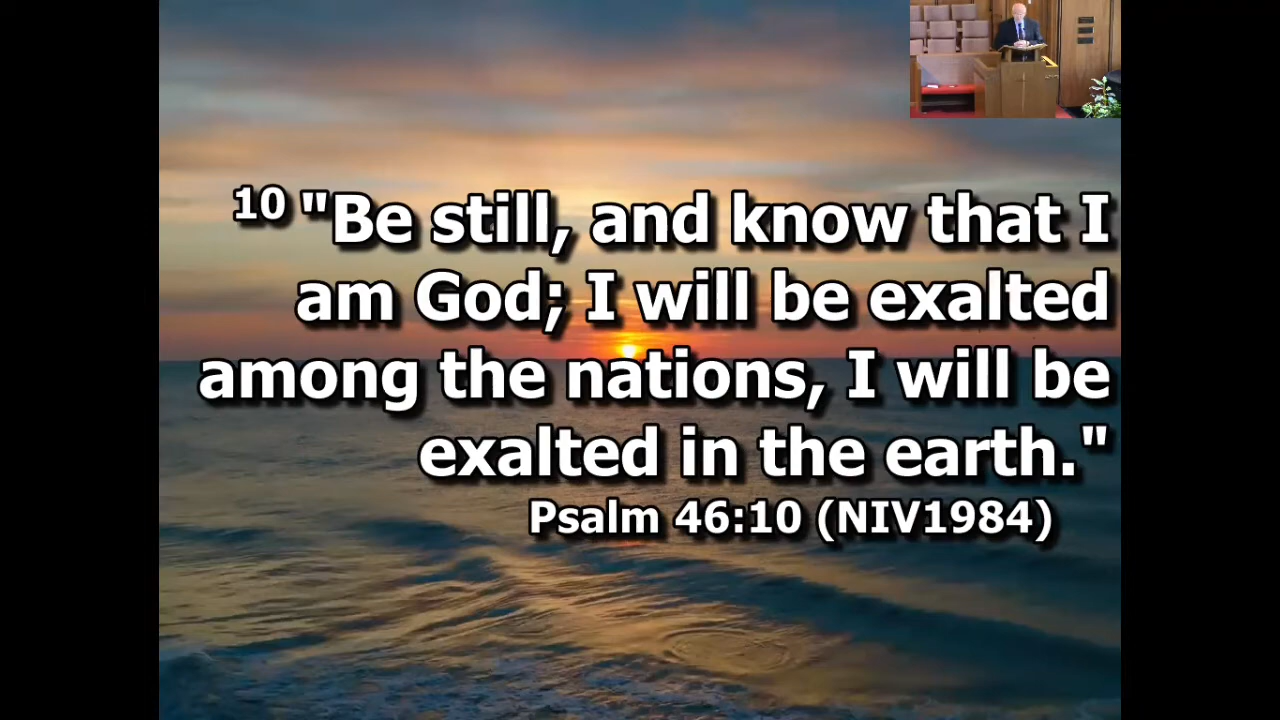 10 "Be still, and know that I
am God; I will be exalted
among the nations, I will be
exalted in the earth."
Psalm 46:10 (NIV1984)